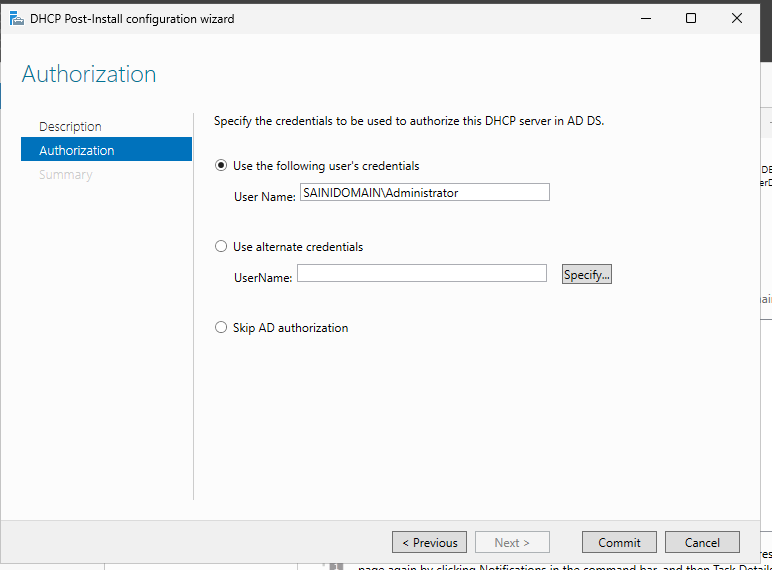 DHCP Post-Install configuration wizard
Authorization
Description
Authorization
Summary
Specify the credentials to be used to authorize this DHCP server in AD DS.
Use the following user's credentials
User Name: SAINIDOMAIN\Administrator
Use alternate credentials
UserName:
Specify...
Skip AD authorization
< Previous
Next >
Commit
Cancel
page again by clicking Notifications in the command bar, and then Task Detail